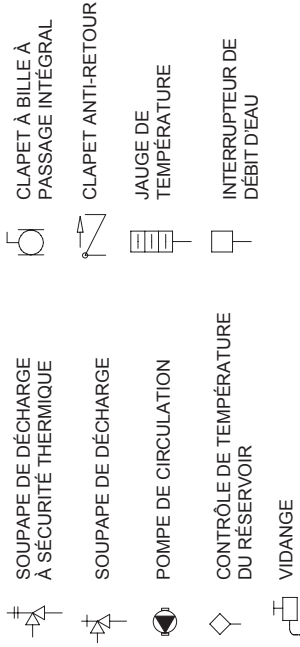 SOUPAPE DE DÉCHARGE
À SÉCURITÉ THERMIQUE
SOUPAPE DE DÉCHARGE
POMPE DE CIRCULATION
CONTRÔLE DE TEMPÉRATURE
DU RÉSERVOIR
VIDANGE
CLAPET À BILLE À
PASSAGE INTÉGRAL
CLAPET ANTI-RETOUR
JAUGE DE
TEMPÉRATURE
INTERRUPTEUR DE
DÉBIT D'EAU